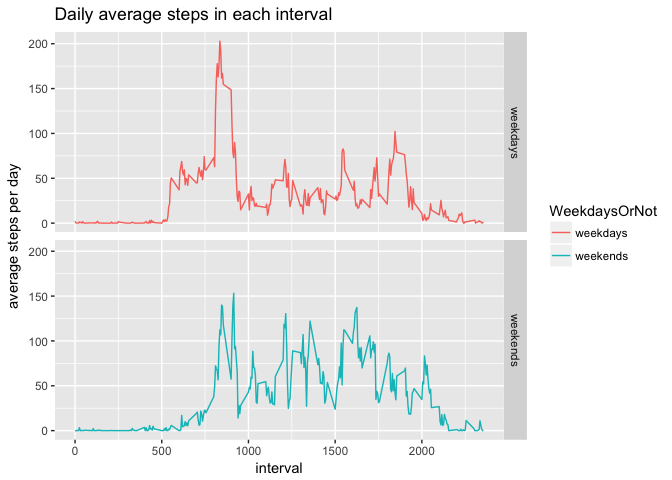 Daily average steps in each interval
200
150
100
50
0
weekdays
200
150
100
50
0
weekends
average steps per day
0
500
1000
1500
2000
interval
WeekdaysOrNot
weekdays
weekends